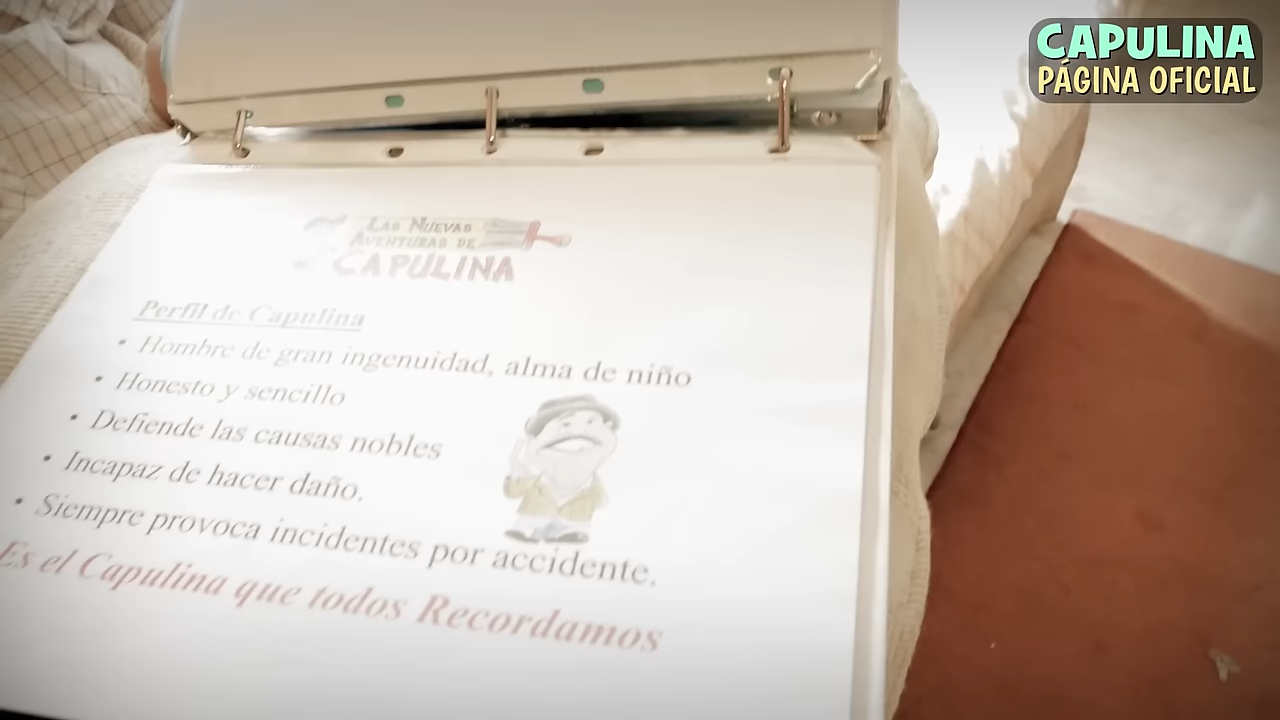 CAPULINA
PÁGINA OFICIAL
LAS NUEVAS
AVENTURAS DE
CAPULINA
Perfil de Capulina
• Hombre de gran ingenuidad, alma de niño
• Honesto y sencillo
• Defiende las causas nobles
• Incapaz de hacer daño.
• Siempre provoca incidentes por accidente.
Es el Capulina que todos Recordamos